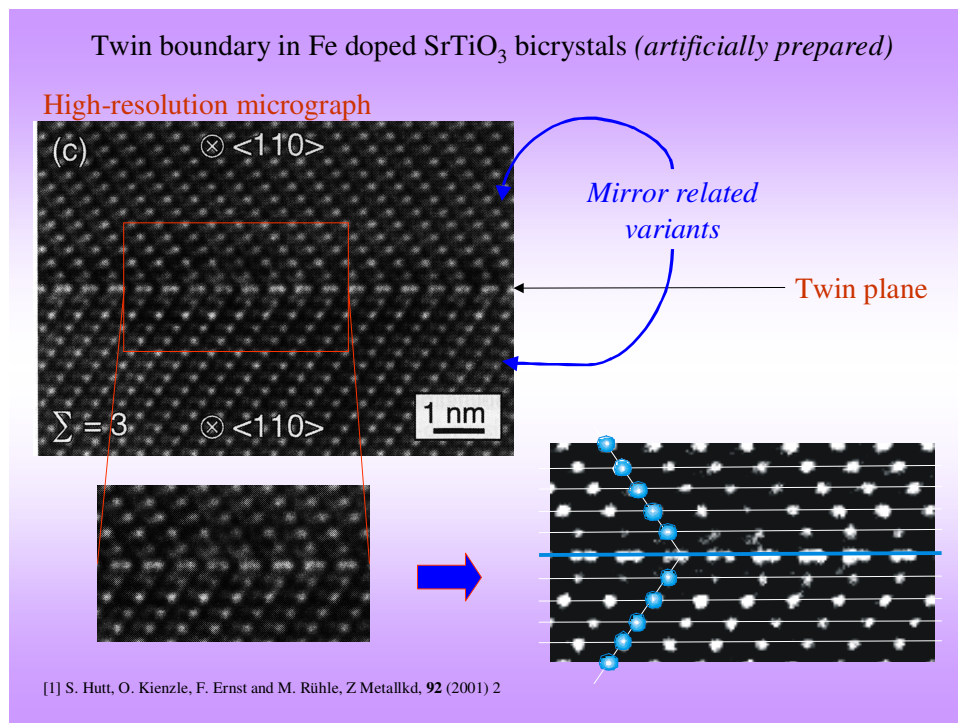 Twin boundary in Fe doped SrTiO₃ bicrystals (artificially prepared)
High-resolution micrograph
(c)
⊗ <110>
Mirror related
variants
Twin plane
∑ = 3
⊗ <110>
1 nm
[1] S. Hutt, O. Kienzle, F. Ernst and M. Rühle, Z Metallkd, 92 (2001) 2